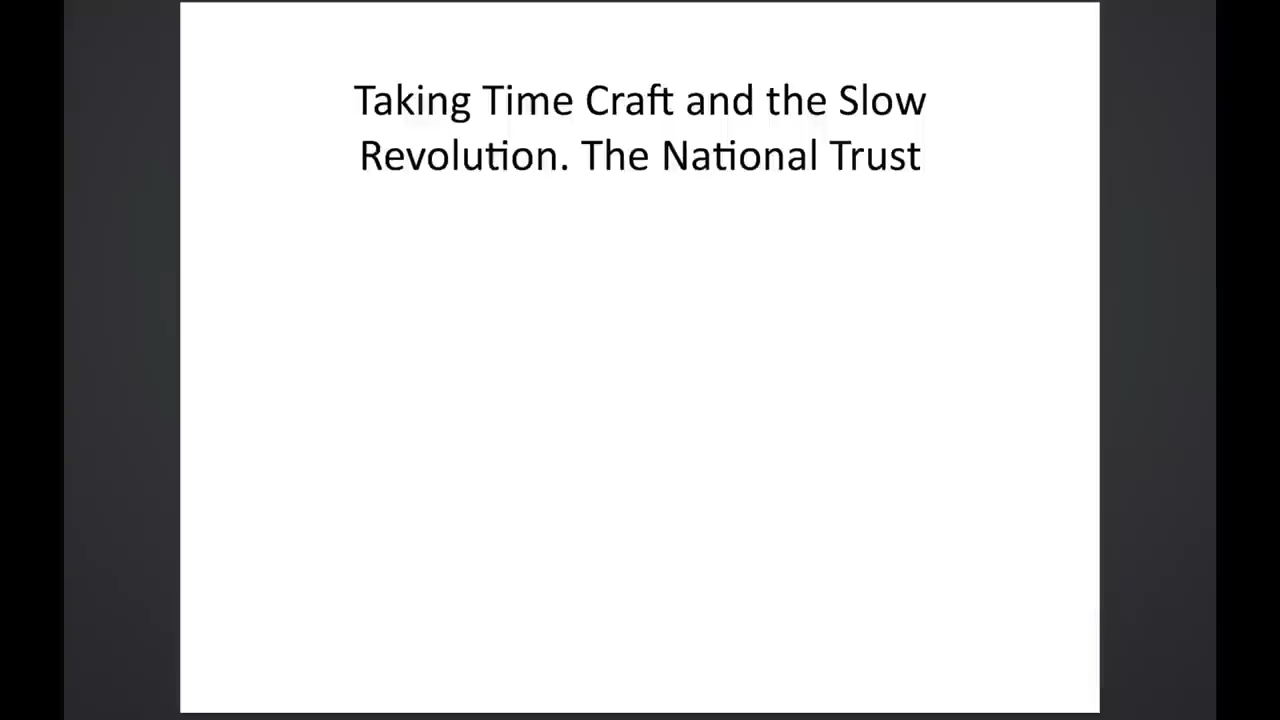 Taking Time Craft and the Slow
Revolution. The National Trust